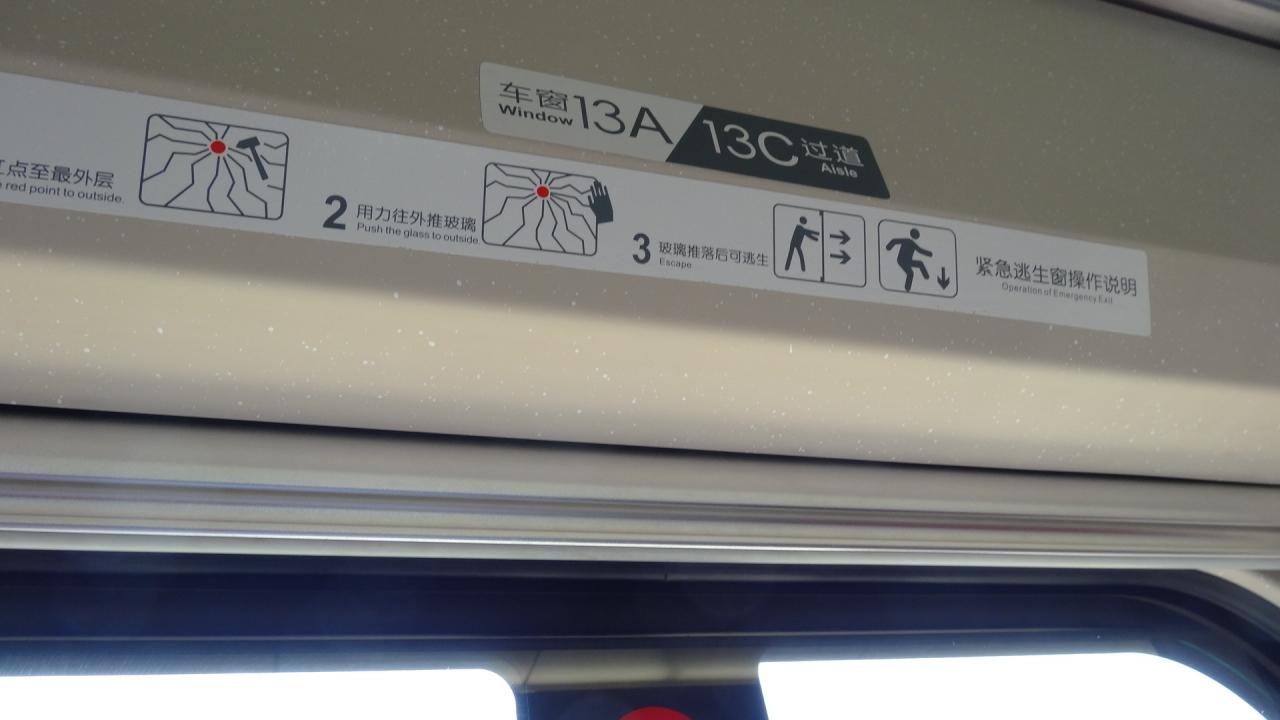 车窗 13A
Window
13C 过道
Aisle
点至最外层
red point to outside.
2 用力往外推玻璃
Push the glass to outside
3 玻璃推落后可逃生
Escape
紧急逃生窗操作说明
Operation of Emergency Exit